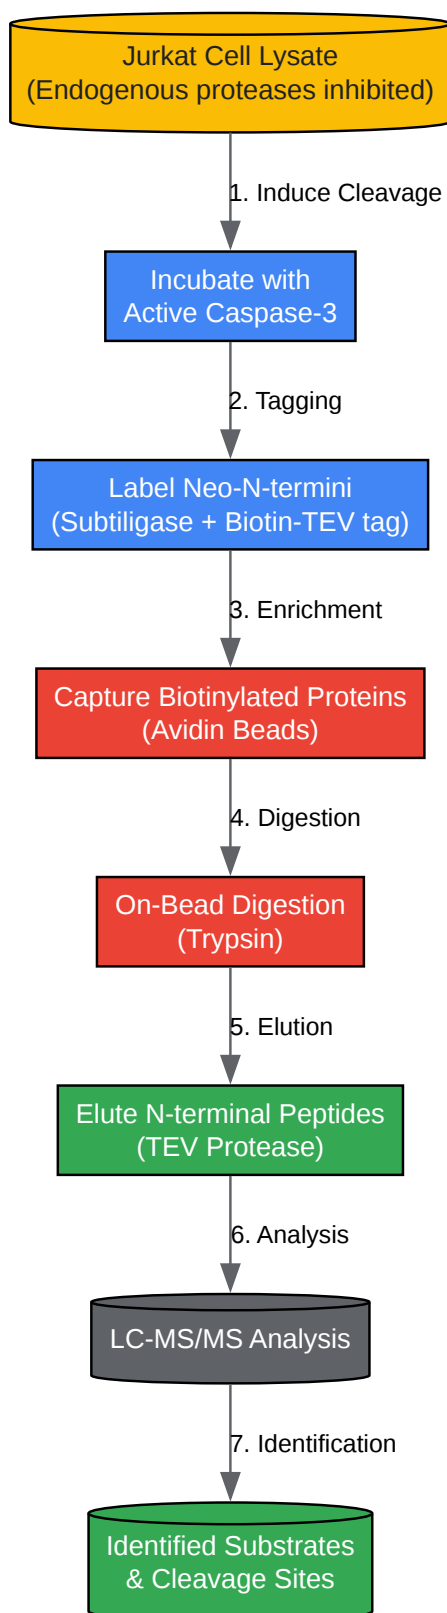 Jurkat Cell Lysate
(Endogenous proteases inhibited)
1. Induce Cleavage
Incubate with
Active Caspase-3
2. Tagging
Label Neo-N-termini
(Subtiligase + Biotin-TEV tag)
3. Enrichment
Capture Biotinylated Proteins
(Avidin Beads)
4. Digestion
On-Bead Digestion
(Trypsin)
5. Elution
Elute N-terminal Peptides
(TEV Protease)
6. Analysis
LC-MS/MS Analysis
7. Identification
Identified Substrates
& Cleavage Sites